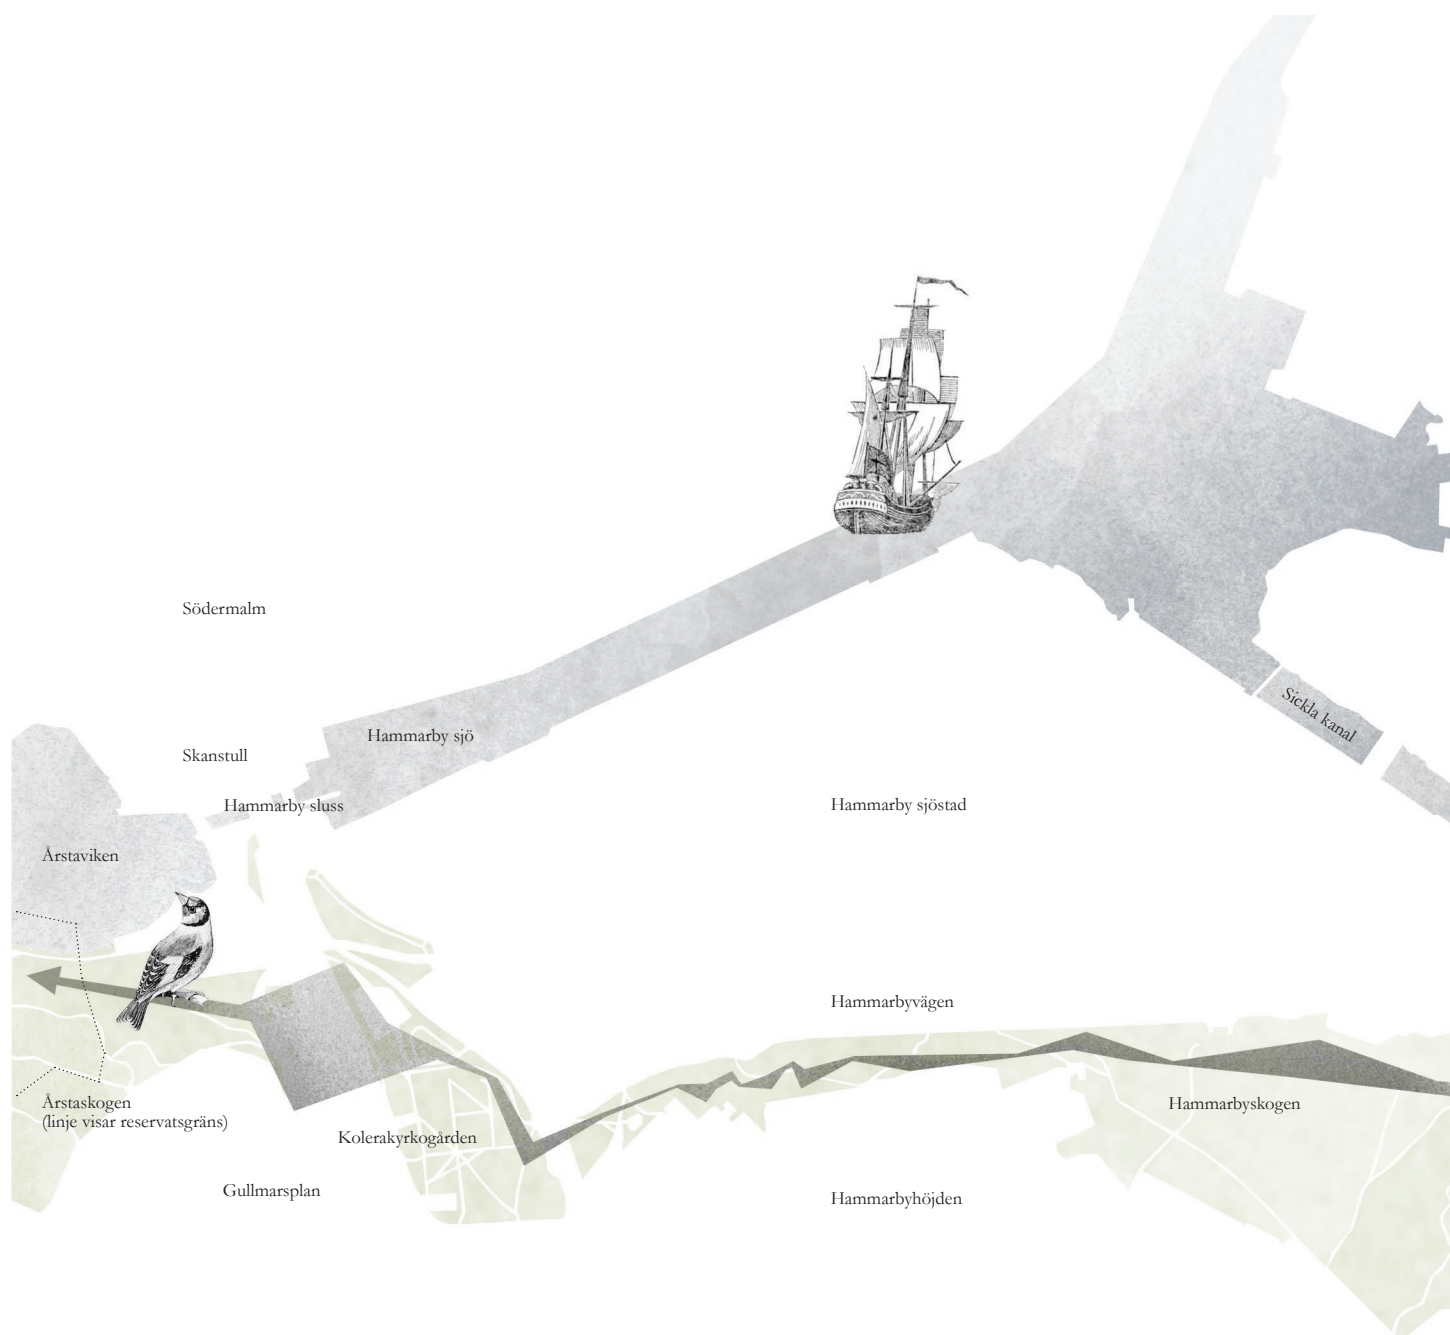 Södermalm
Sickla kanal
Hammarby sjö
Skanstull
Hammarby sluss
Hammarby sjöstad
Årstaviken
Hammarbyvägen
Årstaskogen
(linje visar reservatsgräns)
Hammarbyskogen
Kolerakyrkogården
Gullmarsplan
Hammarbyhöjden